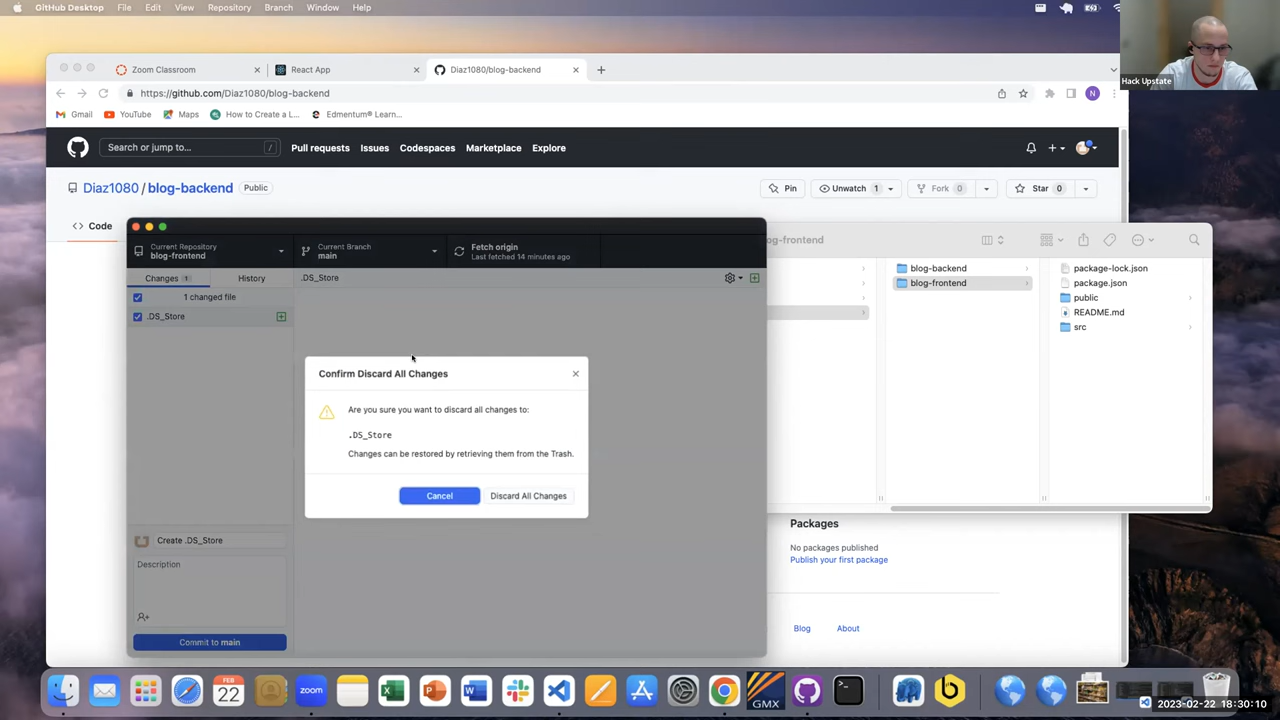 GitHub Desktop File Edit View Repository Branch Window Help
Hack Upstate
Zoom Classroom
React App
Diaz1080/blog-backend
https://github.com/Diaz1080/blog-backend
N
Gmail YouTube Maps How to Create a L... Edmentum® Learn...
Search or jump to... /
Pull requests Issues Codespaces Marketplace Explore
Diaz1080 / blog-backend Public
Pin Unwatch 1 Fork 0 Star 0
Code
Current Repository
blog-frontend
Current Branch
main
Fetch origin
Last fetched 14 minutes ago
Changes 1 History
.DS_Store
1 changed file
.DS_Store
Confirm Discard All Changes
Are you sure you want to discard all changes to:
.DS_Store
Changes can be restored by retrieving them from the Trash.
Cancel Discard All Changes
Create .DS_Store
Description
Commit to main
og-frontend
blog-backend
blog-frontend
package-lock.json
package.json
public
README.md
src
Packages
No packages published
Publish your first package
Blog About
FEB
22
zoom
GMX
2023-02-22 18:30:10